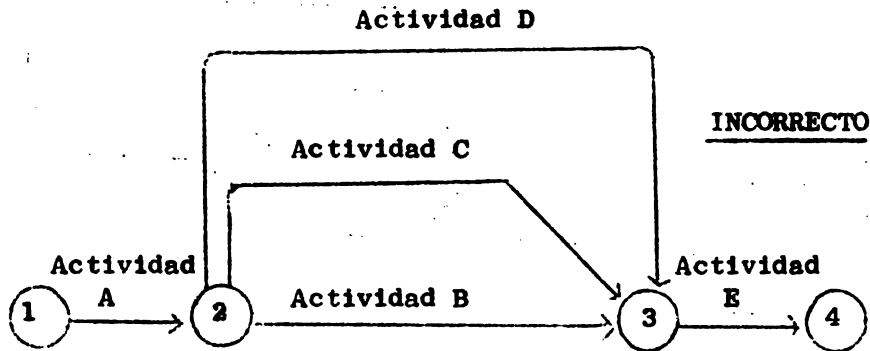 Actividad D
INCORRECTO
Actividad C
Actividad
A
Actividad B
Actividad
E
1
2
3
4